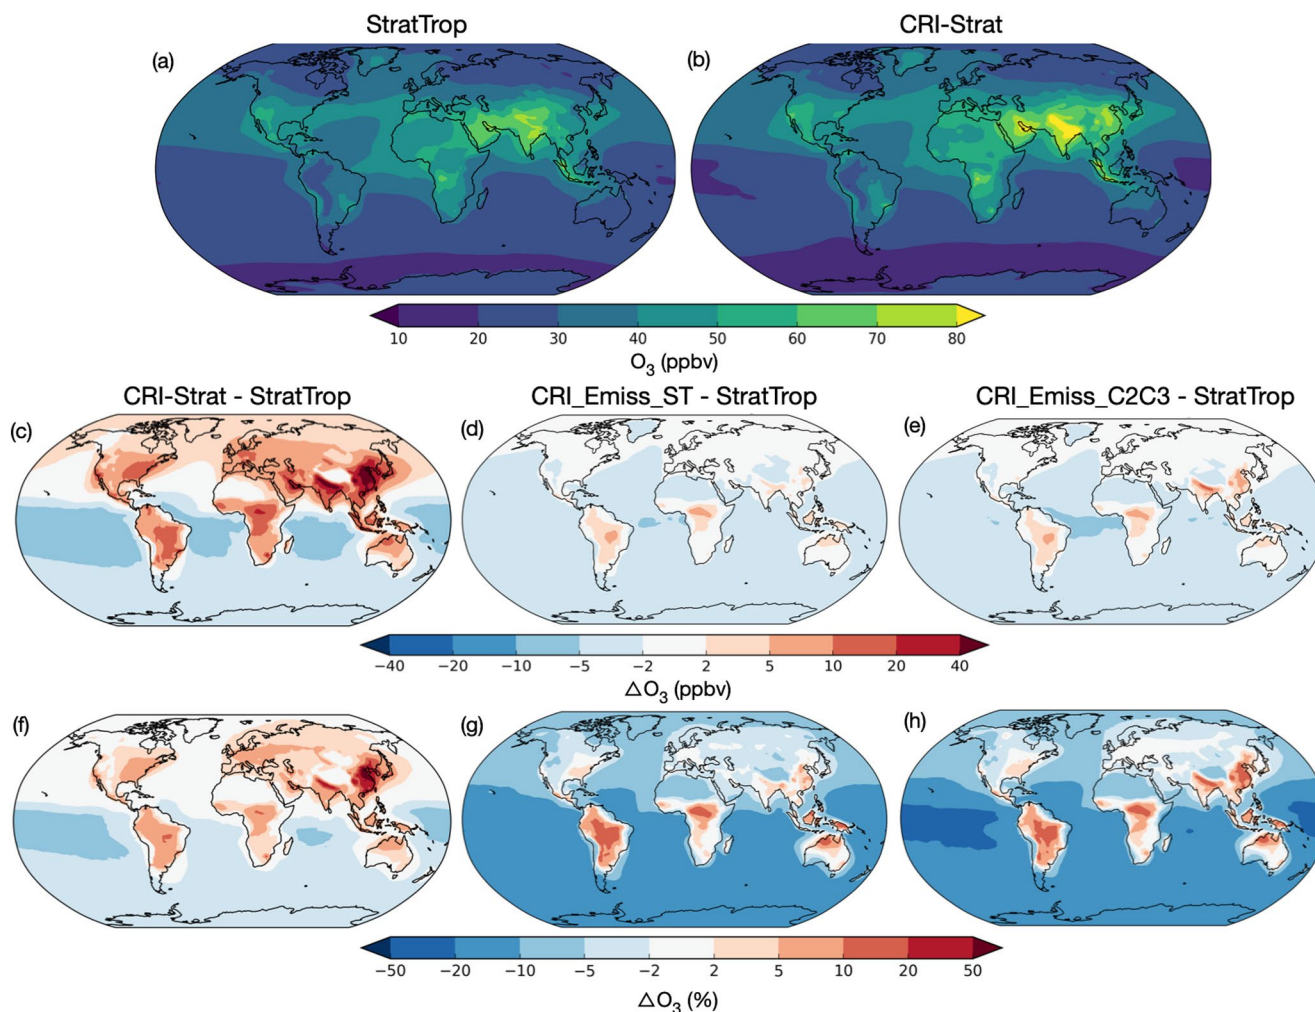 StratTrop CRI-Strat
(a) (b)
10 20 30 40 50 60 70 80
O₃ (ppbv)
CRI-Strat - StratTrop CRI_Emiss_ST - StratTrop CRI_Emiss_C2C3 - StratTrop
(c) (d) (e)
−40 −20 −10 −5 −2 2 5 10 20 40
△O₃ (ppbv)
(f) (g) (h)
−50 −20 −10 −5 −2 2 5 10 20 50
△O₃ (%)